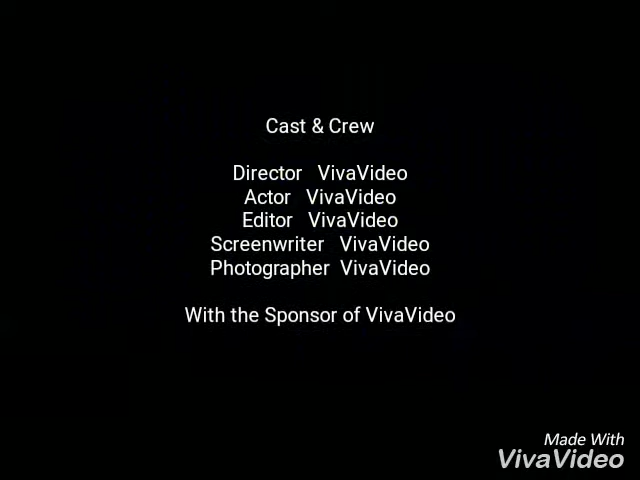 Cast & Crew
Director VivaVideo
Actor VivaVideo
Editor VivaVideo
Screenwriter VivaVideo
Photographer VivaVideo
With the Sponsor of VivaVideo
Made With
VivaVideo